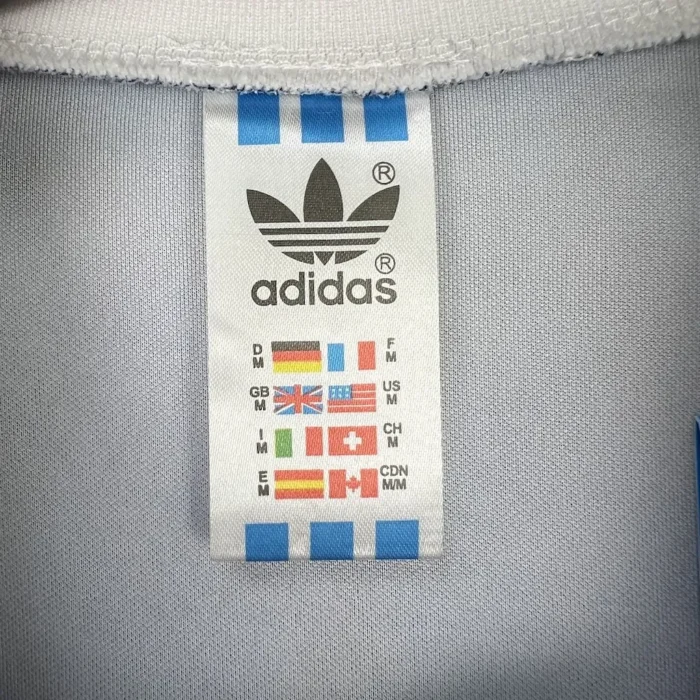 ®
®
adidas
D M F M
GB M US M
I M CH M
E M CDN M/M